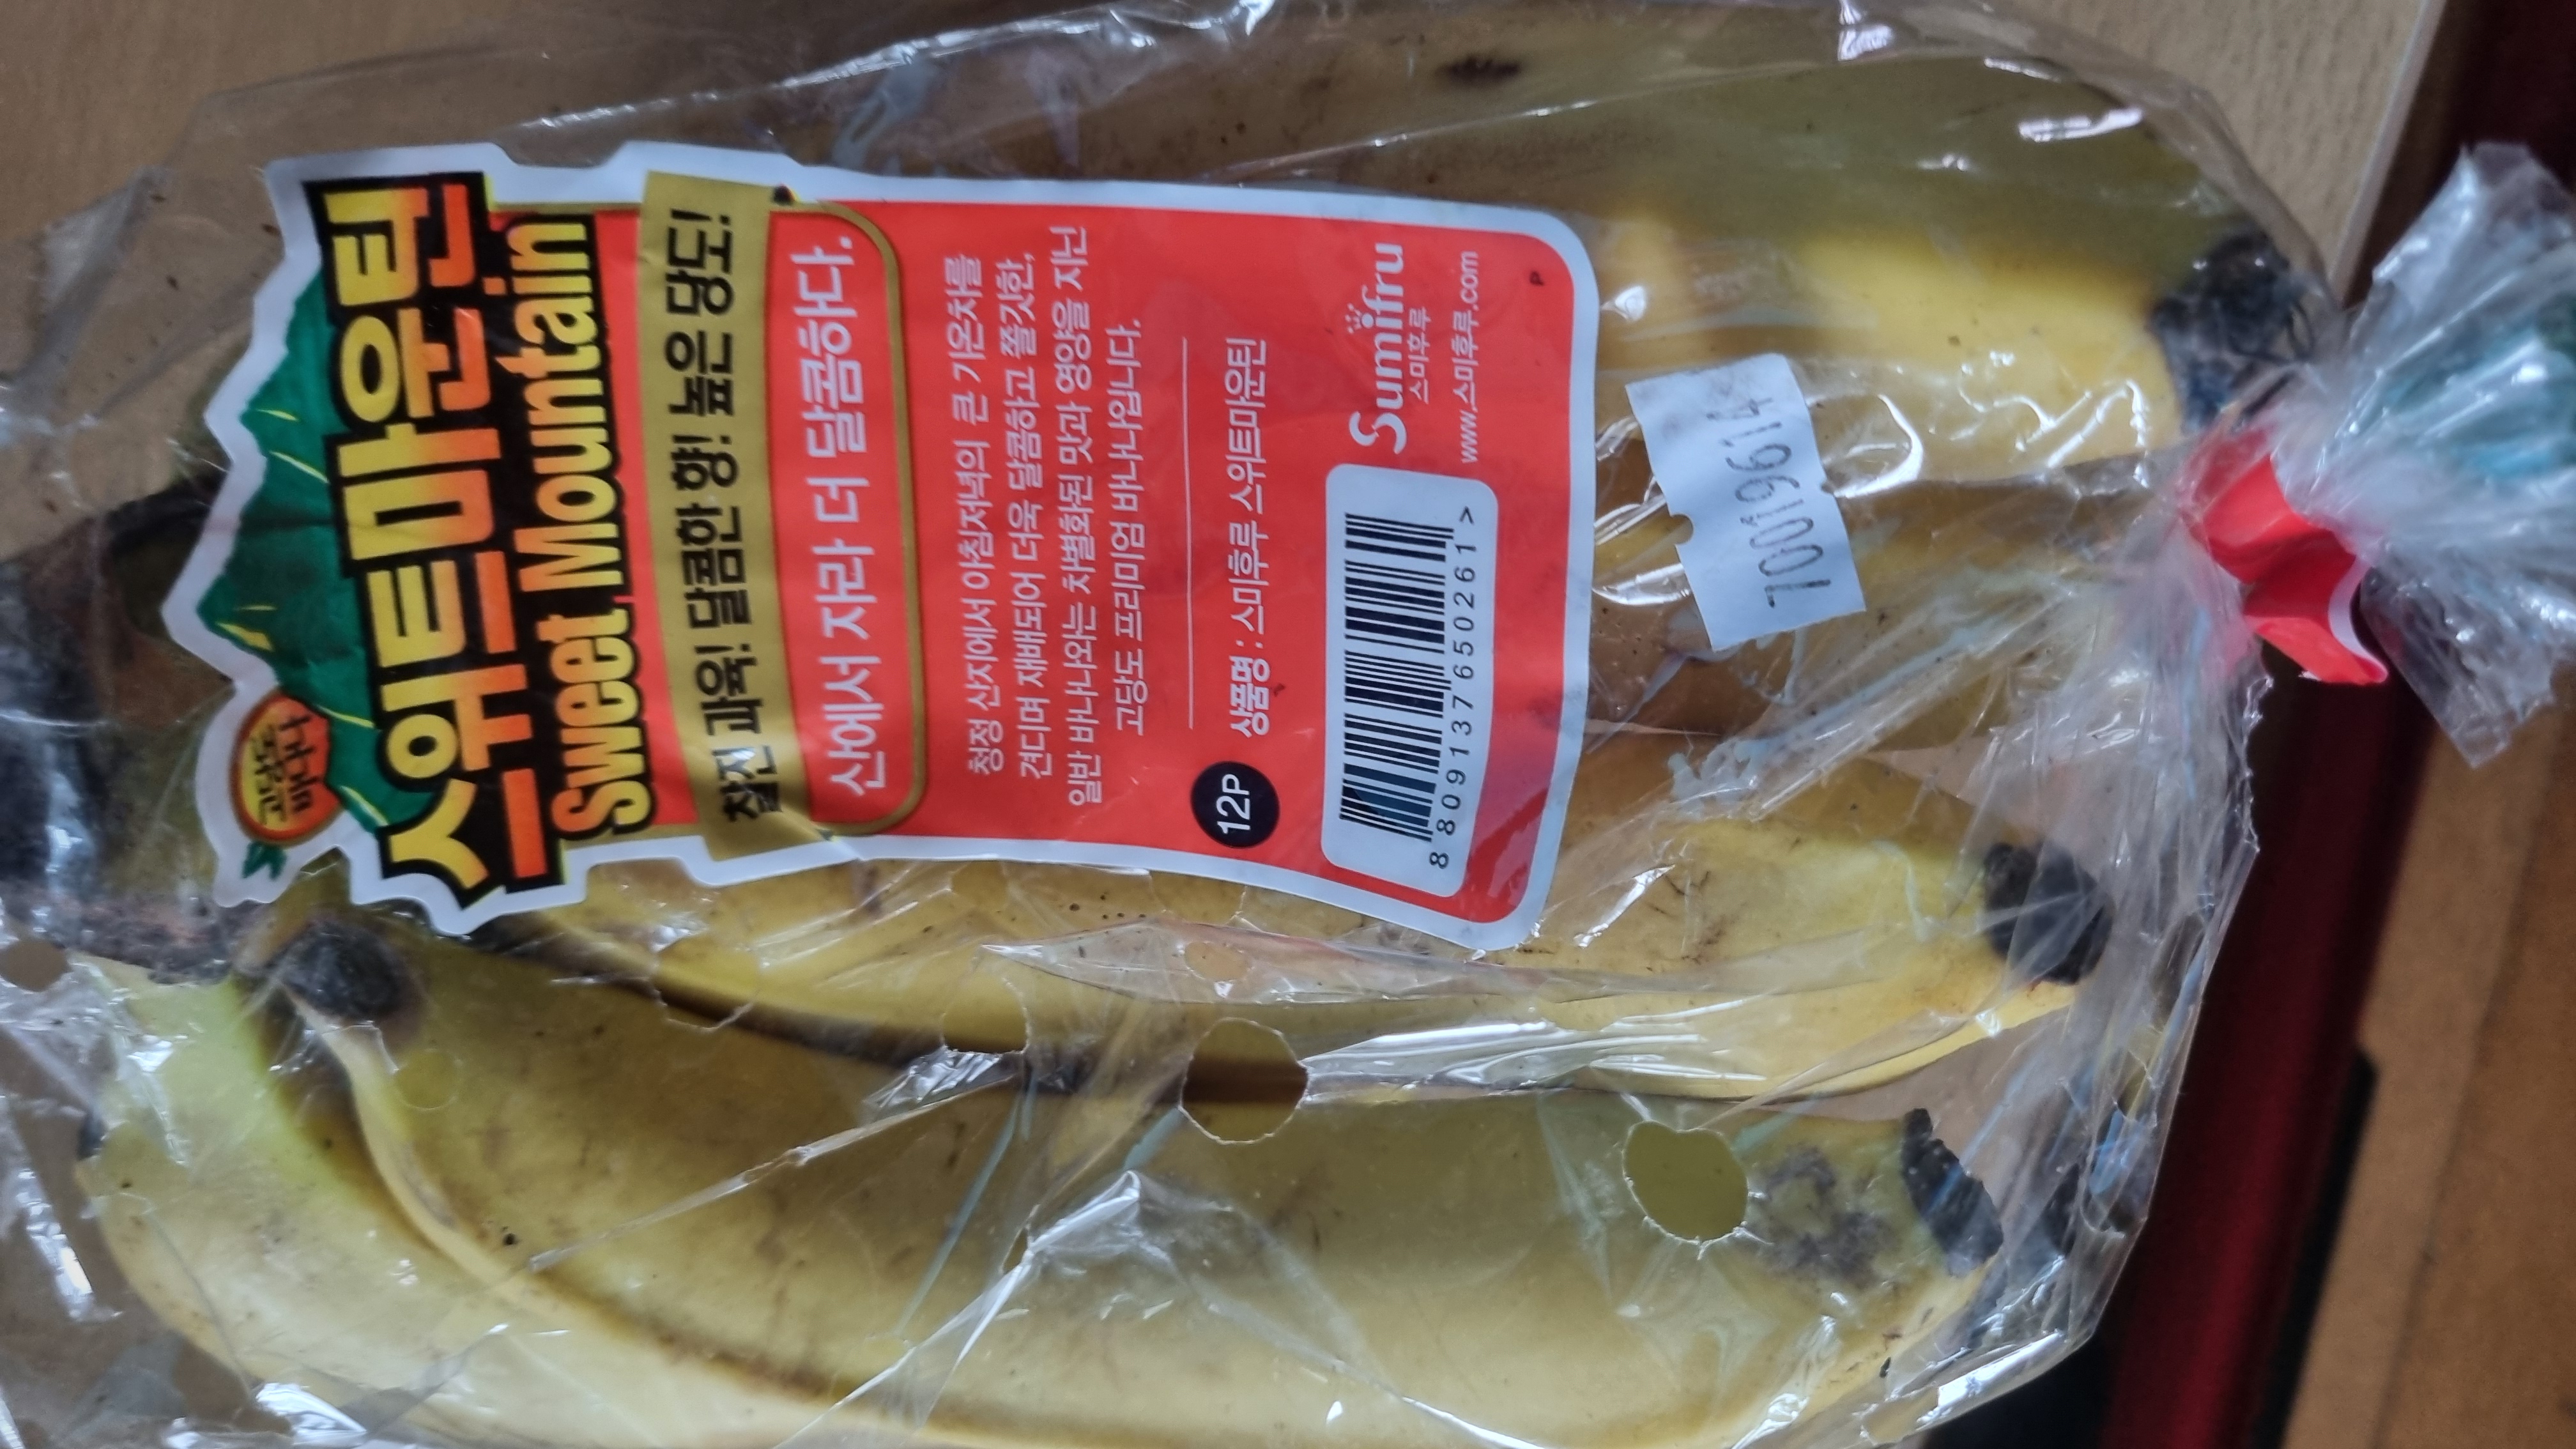 고당도
바나나
스위트마운틴
Sweet Mountain
찰진 과육! 달콤한 향! 높은 당도!
산에서 자라 더 달콤하다.
청정 산지에서 아침저녁의 큰 기온차를
견디며 재배되어 더욱 달콤하고 쫄깃한,
일반 바나나와는 차별화된 맛과 영양을 지닌
고당도 프리미엄 바나나입니다.
12P
상품명 : 스미후루 스위트마운틴
8 809137 650261 >
Sumifru
스미후루
www.스미후루.com
P
70019614